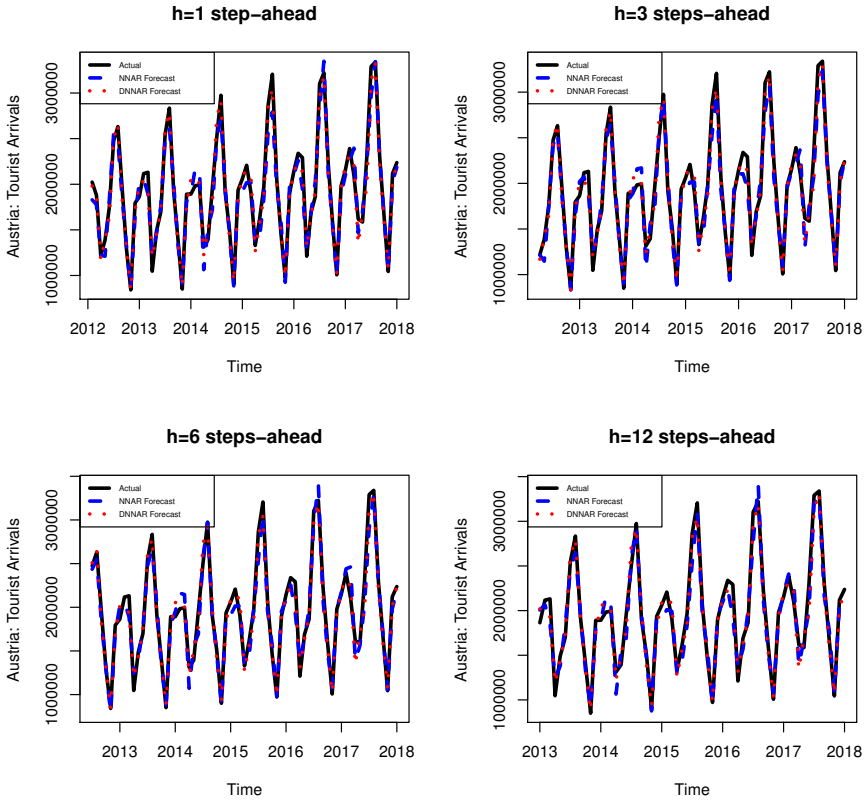 h=1 step−ahead
Actual
NNAR Forecast
DNNAR Forecast
Austria: Tourist Arrivals
1000000 2000000 3000000
2012 2013 2014 2015 2016 2017 2018
Time
h=3 steps−ahead
Actual
NNAR Forecast
DNNAR Forecast
Austria: Tourist Arrivals
1000000 2000000 3000000
2013 2014 2015 2016 2017 2018
Time
h=6 steps−ahead
Actual
NNAR Forecast
DNNAR Forecast
Austria: Tourist Arrivals
1000000 2000000 3000000
2013 2014 2015 2016 2017 2018
Time
h=12 steps−ahead
Actual
NNAR Forecast
DNNAR Forecast
Austria: Tourist Arrivals
1000000 2000000 3000000
2013 2014 2015 2016 2017 2018
Time